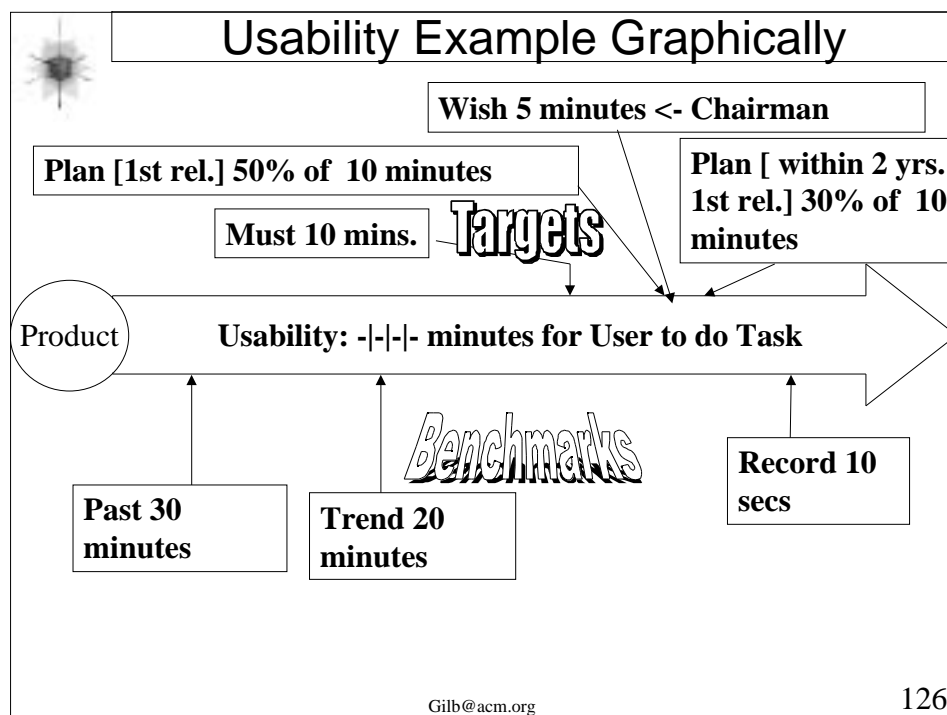 Usability Example Graphically
Wish 5 minutes <- Chairman
Plan [1st rel.] 50% of 10 minutes
Plan [ within 2 yrs.
1st rel.] 30% of 10
minutes
Must 10 mins.
Targets
Product
Usability: -|-|-|- minutes for User to do Task
Benchmarks
Past 30
minutes
Trend 20
minutes
Record 10
secs
Gilb@acm.org
126